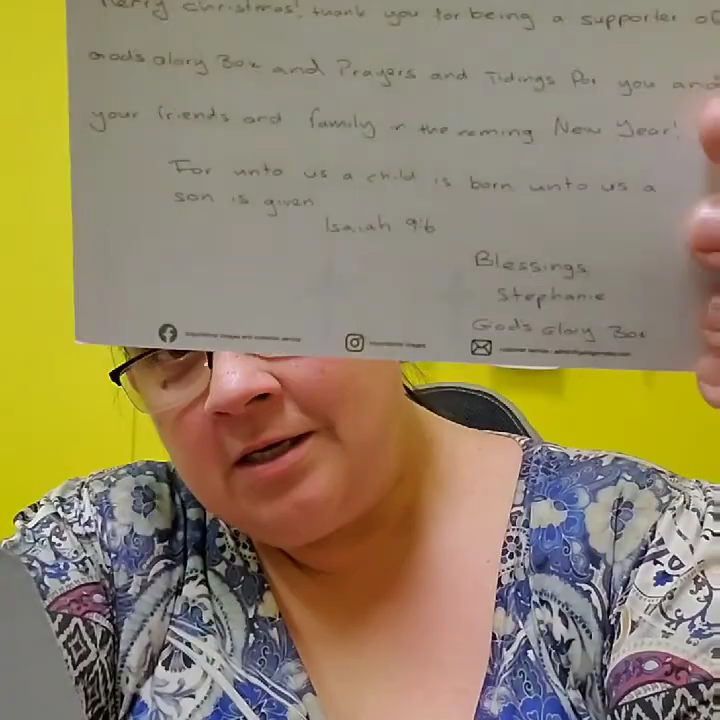 Merry christmas! thank you for being a supporter of
Gods glory Box and Prayers and Tidings for you and
your friends and family in the coming New Year!
For unto us a child is born unto us a
son is given
Isaiah 9:6
Blessings,
Stephanie
God's Glory Box